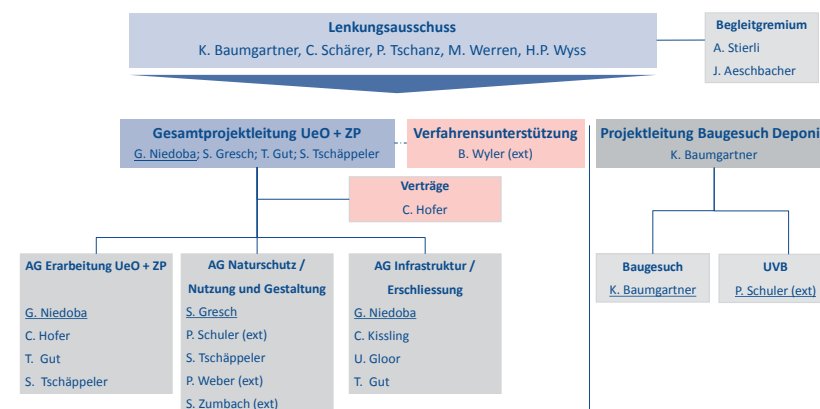 Lenkungsausschuss
K. Baumgartner, C. Schärer, P. Tschanz, M. Werren, H.P. Wyss
Begleitgremium
A. Stierli
J. Aeschbacher
Gesamtprojektleitung UeO + ZP
G. Niedoba; S. Gresch; T. Gut; S. Tschäppeler
Verfahrensunterstützung
B. Wyler (ext)
Projektleitung Baugesuch Deponi
K. Baumgartner
Verträge
C. Hofer
AG Erarbeitung UeO + ZP
G. Niedoba
C. Hofer
T. Gut
S. Tschäppeler
AG Naturschutz /
Nutzung und Gestaltung
S. Gresch
P. Schuler (ext)
S. Tschäppeler
P. Weber (ext)
S. Zumbach (ext)
AG Infrastruktur /
Erschliessung
G. Niedoba
C. Kissling
U. Gloor
T. Gut
Baugesuch
K. Baumgartner
UVB
P. Schuler (ext)